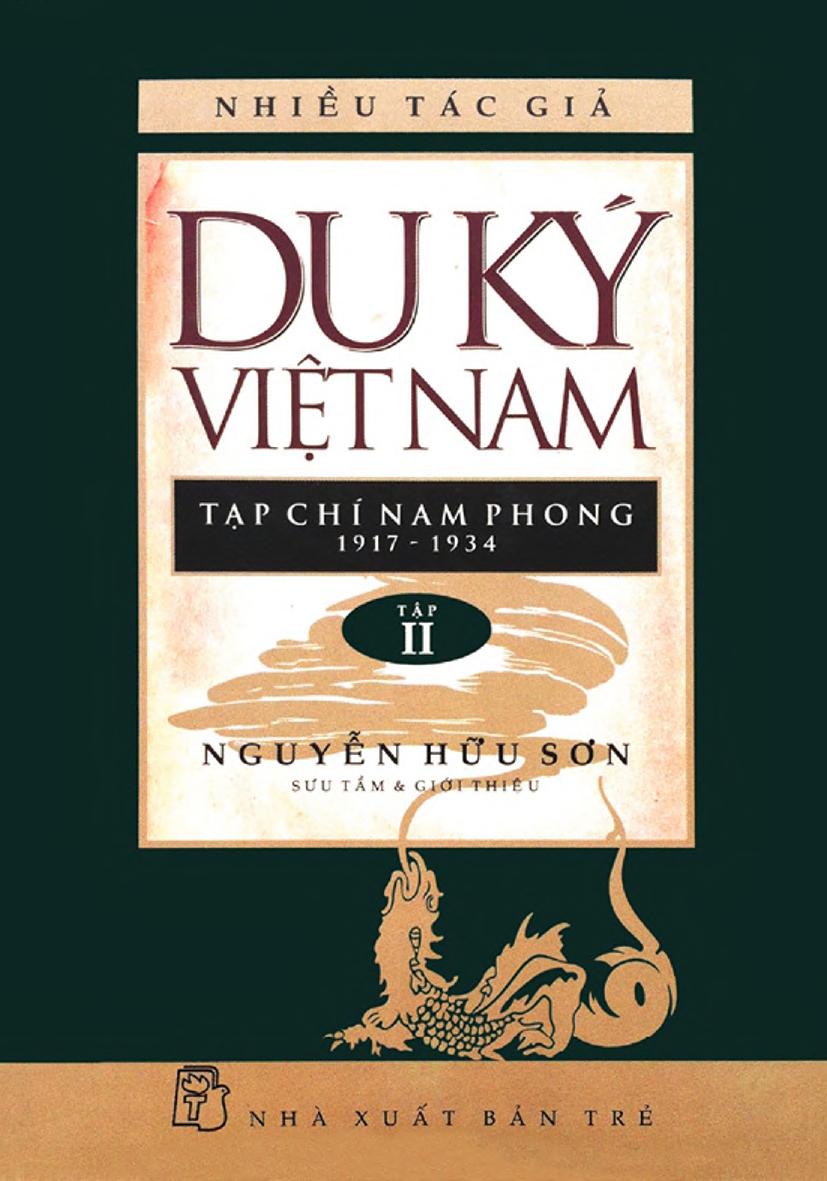 NHIỀU TÁC GIẢ
DU KÝ
VIỆT NAM
TẠP CHÍ NAM PHONG
1917 - 1934
TẬP
II
NGUYỄN HỮU SƠN
SƯU TẦM & GIỚI THIỆU
T
NHÀ XUẤT BẢN TRẺ